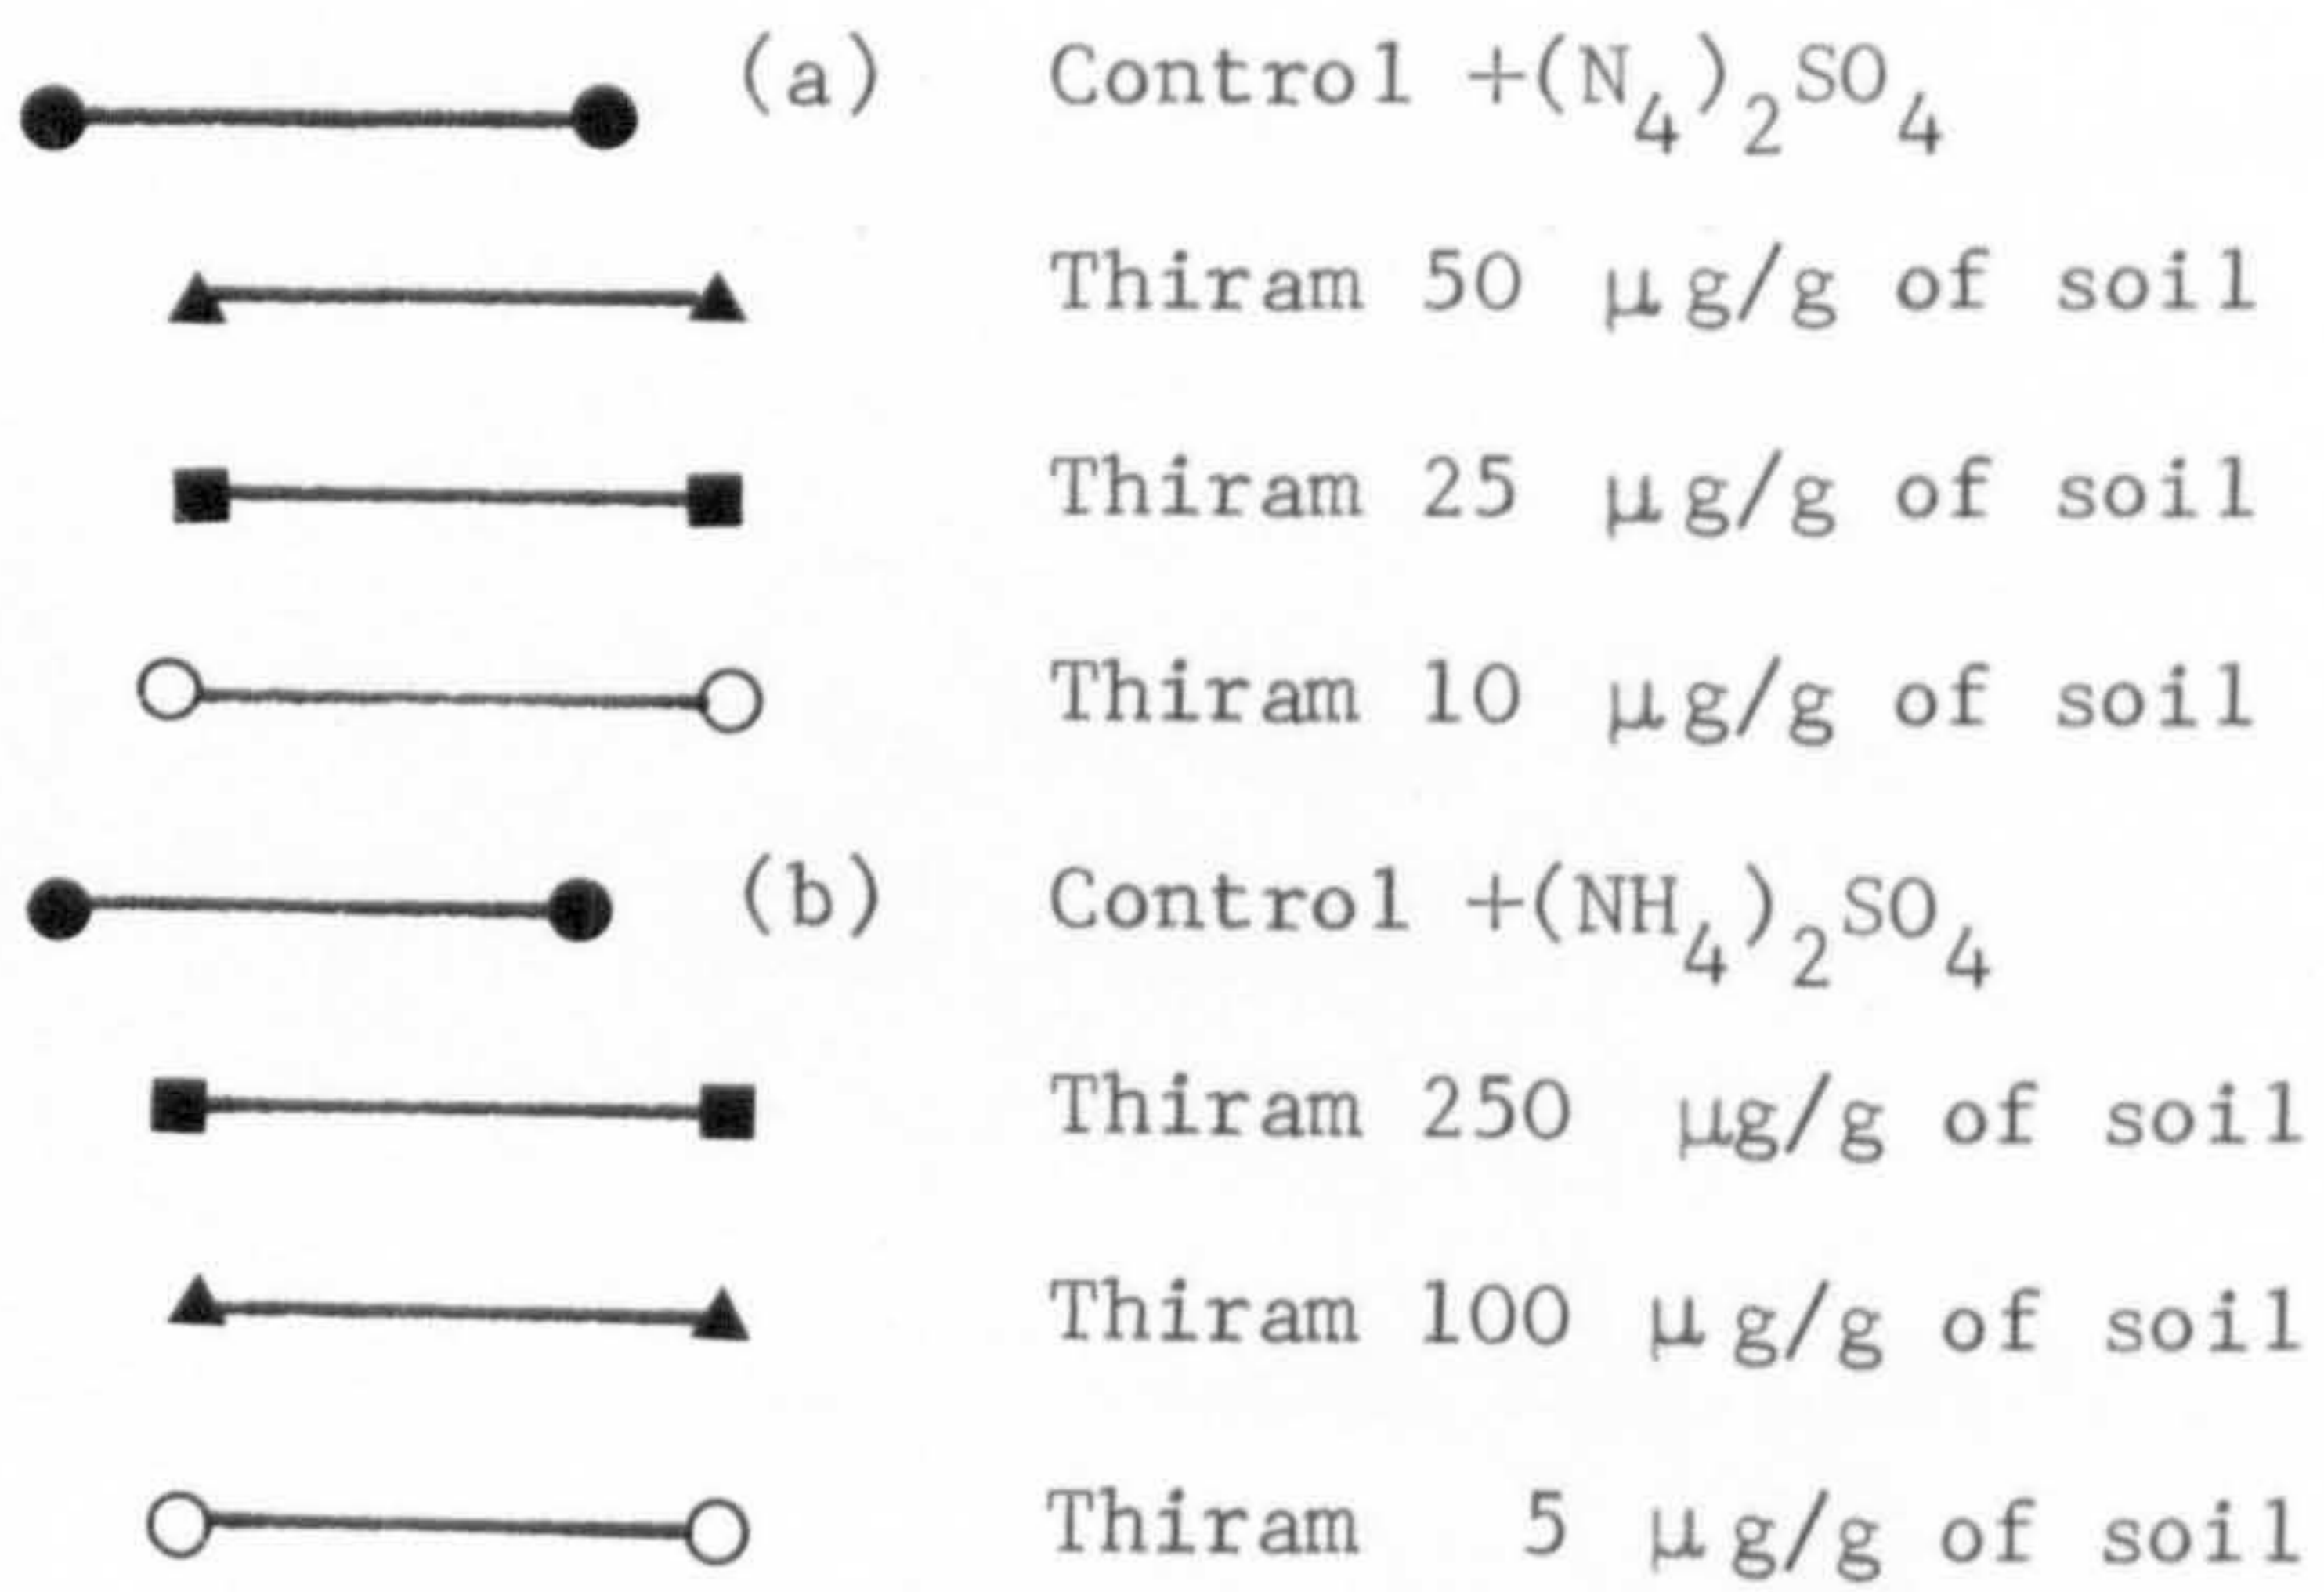 (a) Control +(N4)2SO4
Thiram 50 μg/g of soil
Thiram 25 μg/g of soil
Thiram 10 μg/g of soil
(b) Control +(NH4)2SO4
Thiram 250 μg/g of soil
Thiram 100 μg/g of soil
Thiram 5 μg/g of soil